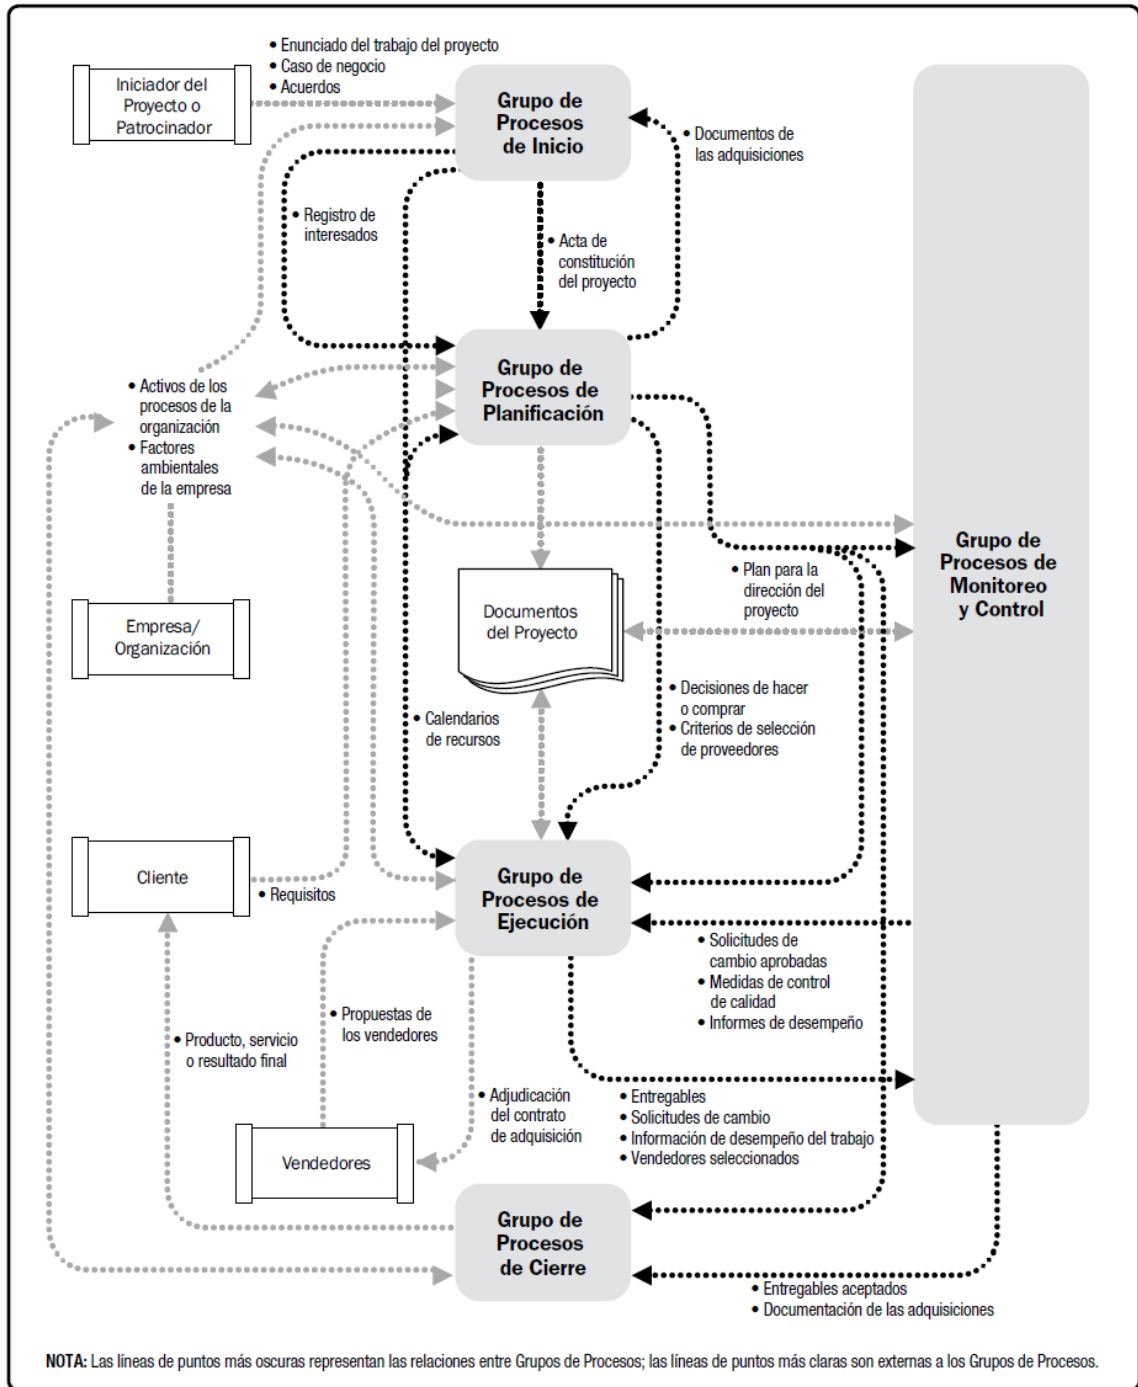 • Enunciado del trabajo del proyecto
• Caso de negocio
• Acuerdos
Iniciador del
Proyecto o
Patrocinador
Grupo de
Procesos
de Inicio
• Documentos de
las adquisiciones
• Registro de
interesados
• Acta de
constitución
del proyecto
Grupo de
Procesos de
Planificación
• Activos de los
procesos de la
organización
• Factores
ambientales
de la empresa
Grupo de
Procesos de
Monitoreo
y Control
• Plan para la
dirección del
proyecto
Documentos
del Proyecto
Empresa/
Organización
• Decisiones de hacer
o comprar
• Criterios de selección
de proveedores
• Calendarios
de recursos
Cliente
• Requisitos
Grupo de
Procesos de
Ejecución
• Solicitudes de
cambio aprobadas
• Medidas de control
de calidad
• Informes de desempeño
• Propuestas de
los vendedores
• Producto, servicio
o resultado final
• Adjudicación
del contrato
de adquisición
• Entregables
• Solicitudes de cambio
• Información de desempeño del trabajo
• Vendedores seleccionados
Vendedores
Grupo de
Procesos
de Cierre
• Entregables aceptados
• Documentación de las adquisiciones
NOTA: Las líneas de puntos más oscuras representan las relaciones entre Grupos de Procesos; las líneas de puntos más claras son externas a los Grupos de Procesos.